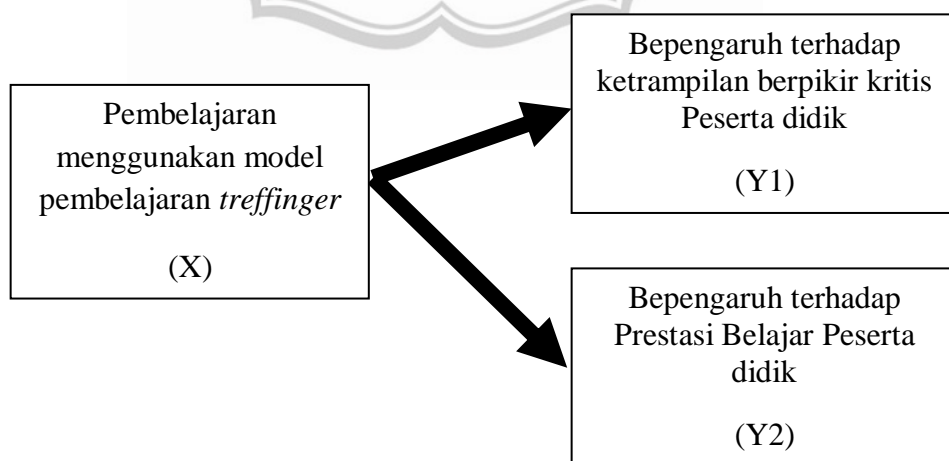 Pembelajaran
menggunakan model
pembelajaran treffinger
(X)
Bepengaruh terhadap
ketrampilan berpikir kritis
Peserta didik
(Y1)
Bepengaruh terhadap
Prestasi Belajar Peserta
didik
(Y2)